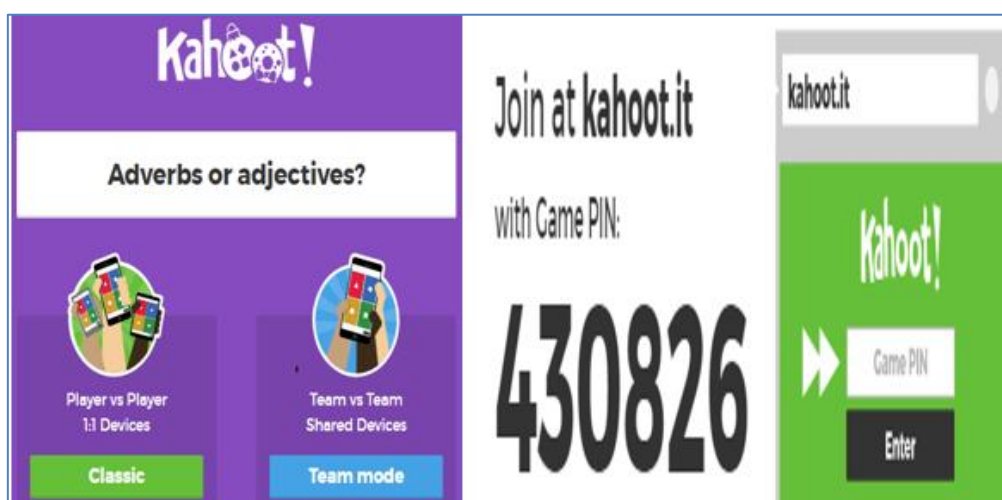 Kahoot!
Adverbs or adjectives?
Player vs Player
1:1 Devices
Classic
Team vs Team
Shared Devices
Team mode
Join at kahoot.it
with Game PIN:
430826
kahoot.it
Kahoot!
Game PIN
Enter